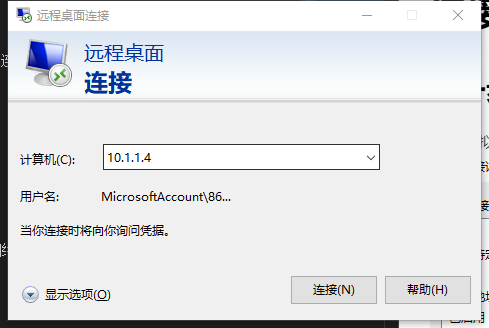 远程桌面连接
远程桌面
连接
计算机(C):
10.1.1.4
用户名:
MicrosoftAccount\86...
当你连接时将向你询问凭据。
显示选项(O)
连接(N)
帮助(H)